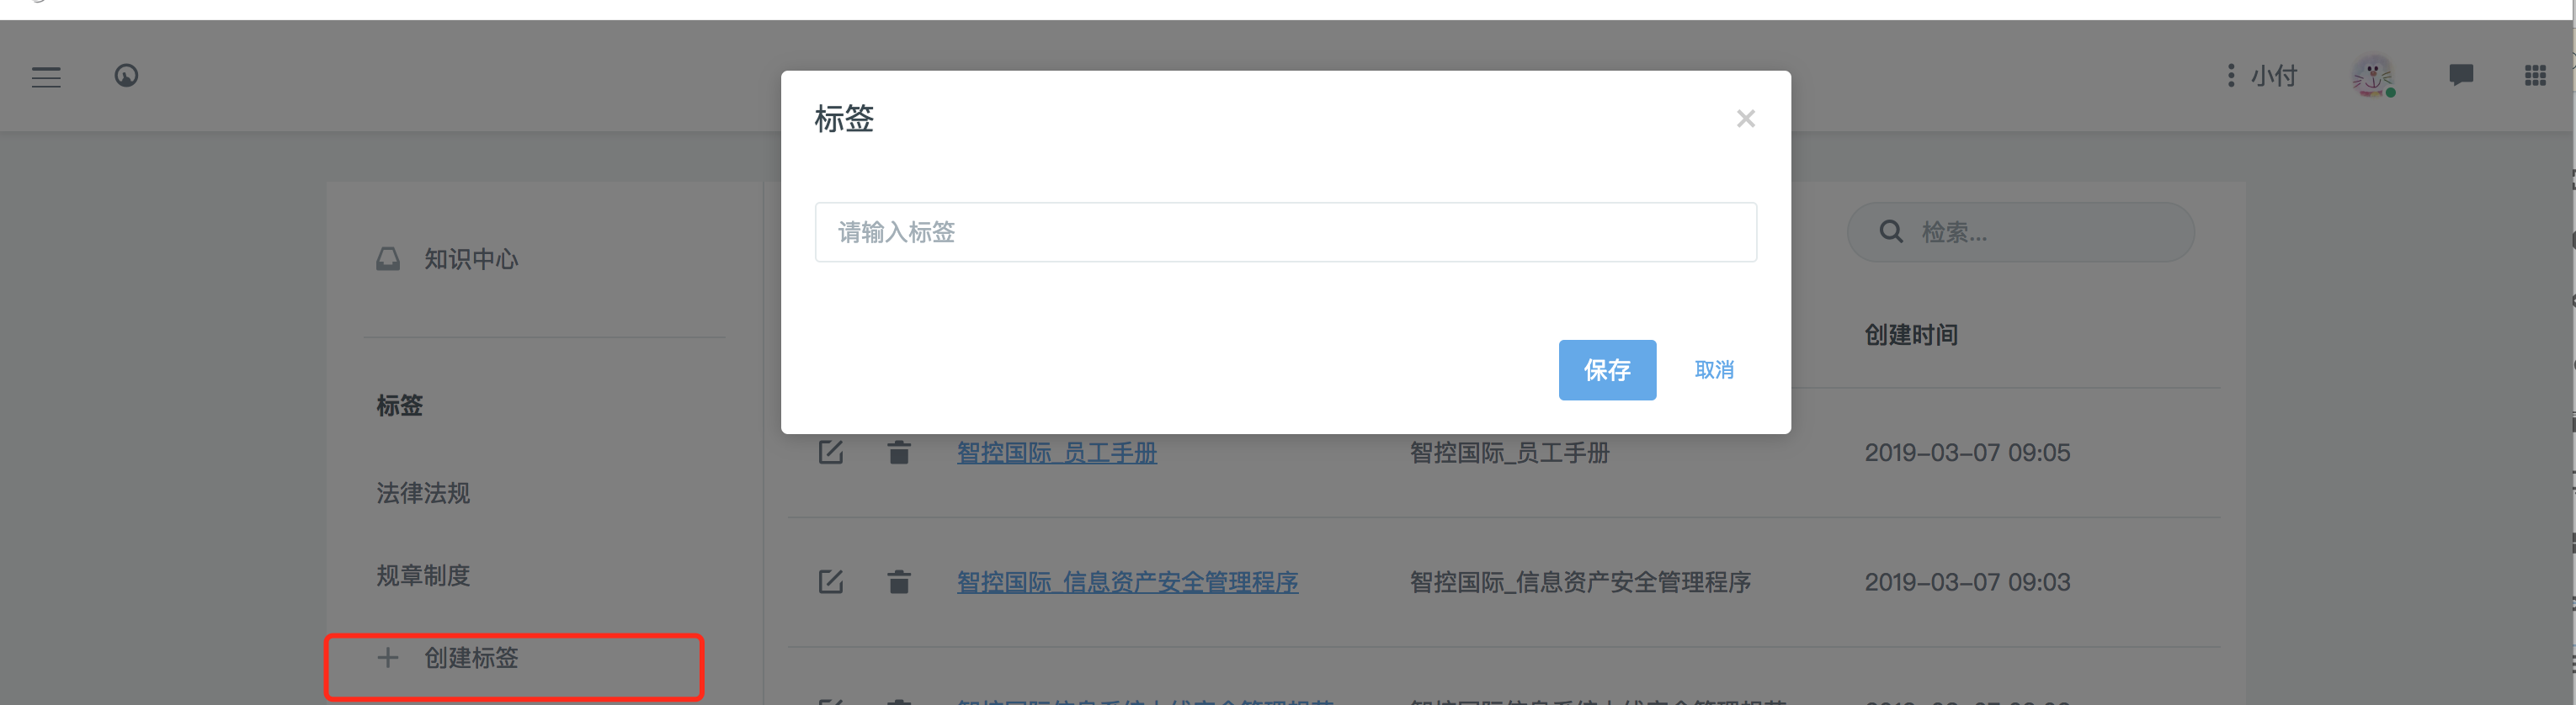 小付
标签
请输入标签
保存
取消
知识中心
标签
法律法规
规章制度
创建标签
检索...
创建时间
智控国际_员工手册
智控国际_员工手册
2019-03-07 09:05
智控国际_信息资产安全管理程序
智控国际_信息资产安全管理程序
2019-03-07 09:03